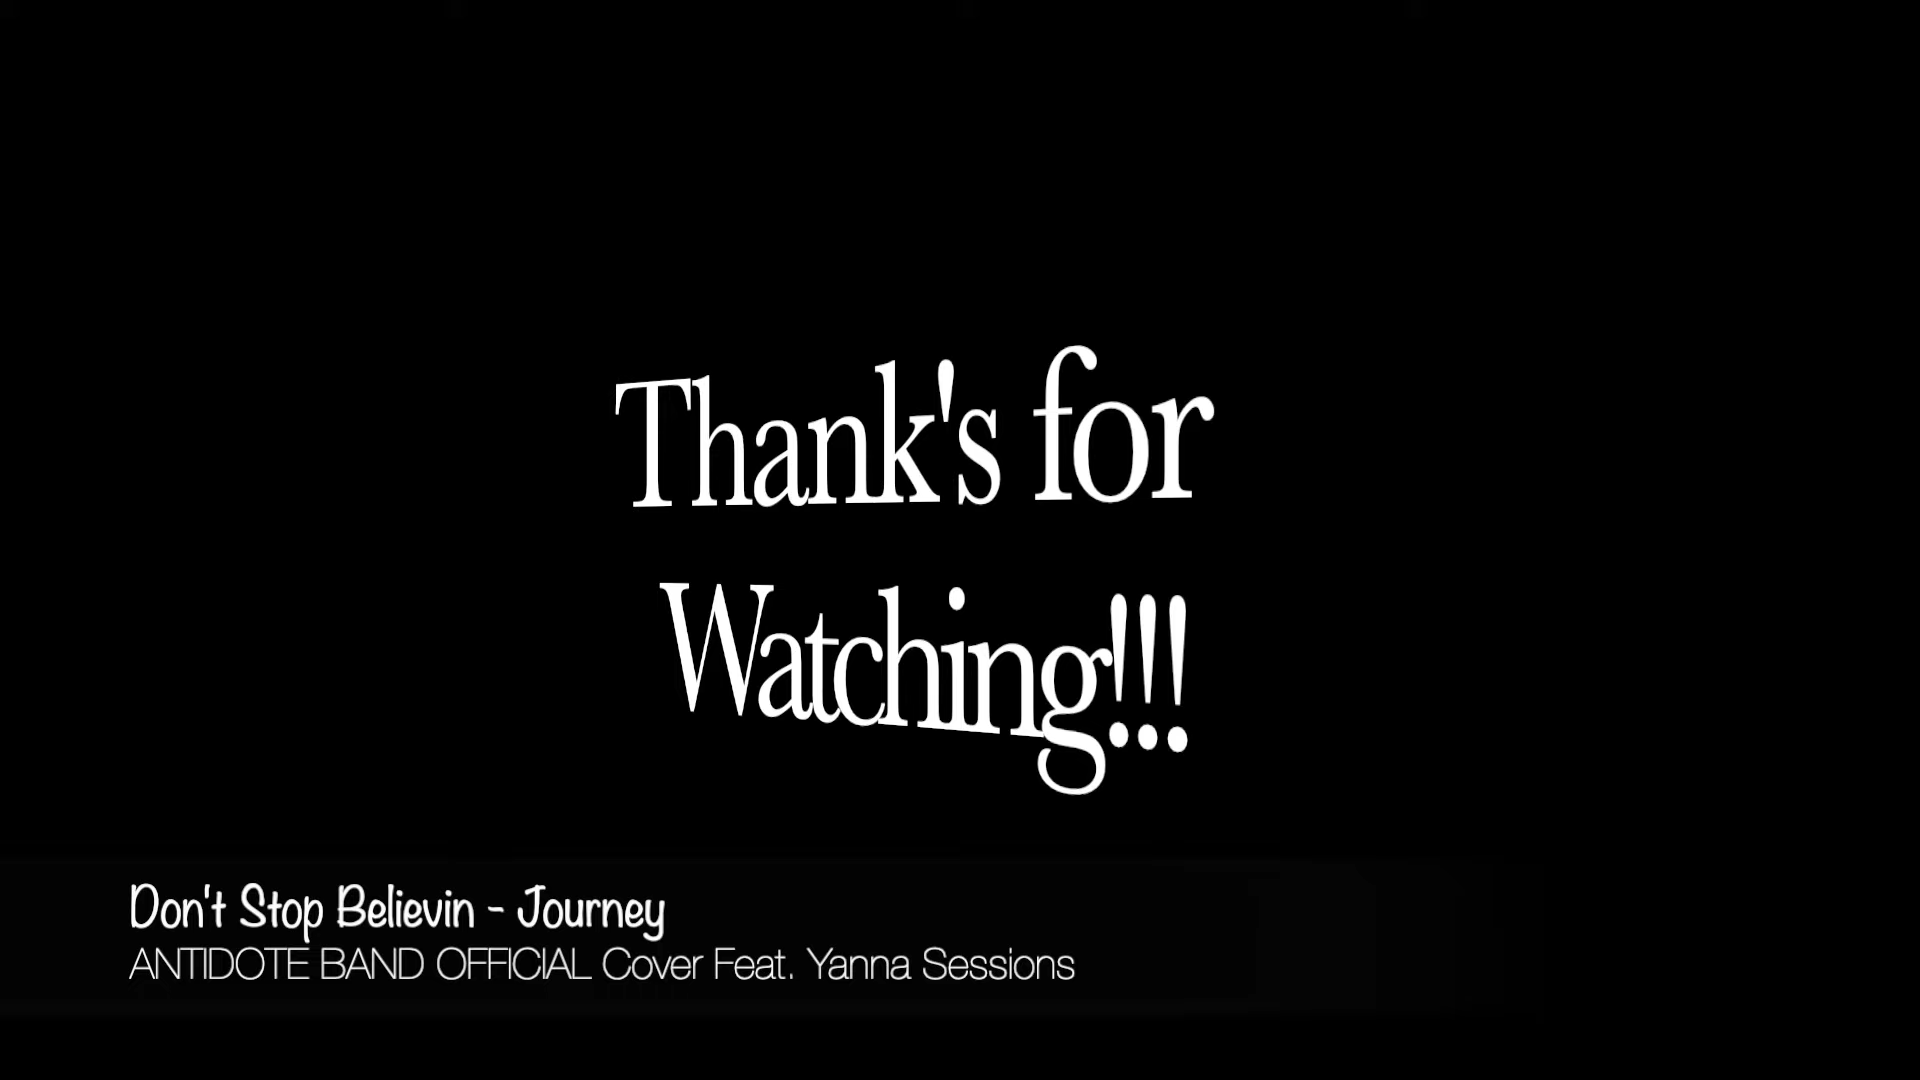 Thank's for
Watching!!!
Don't Stop Believin - Journey
ANTIDOTE BAND OFFICIAL Cover Feat. Yanna Sessions